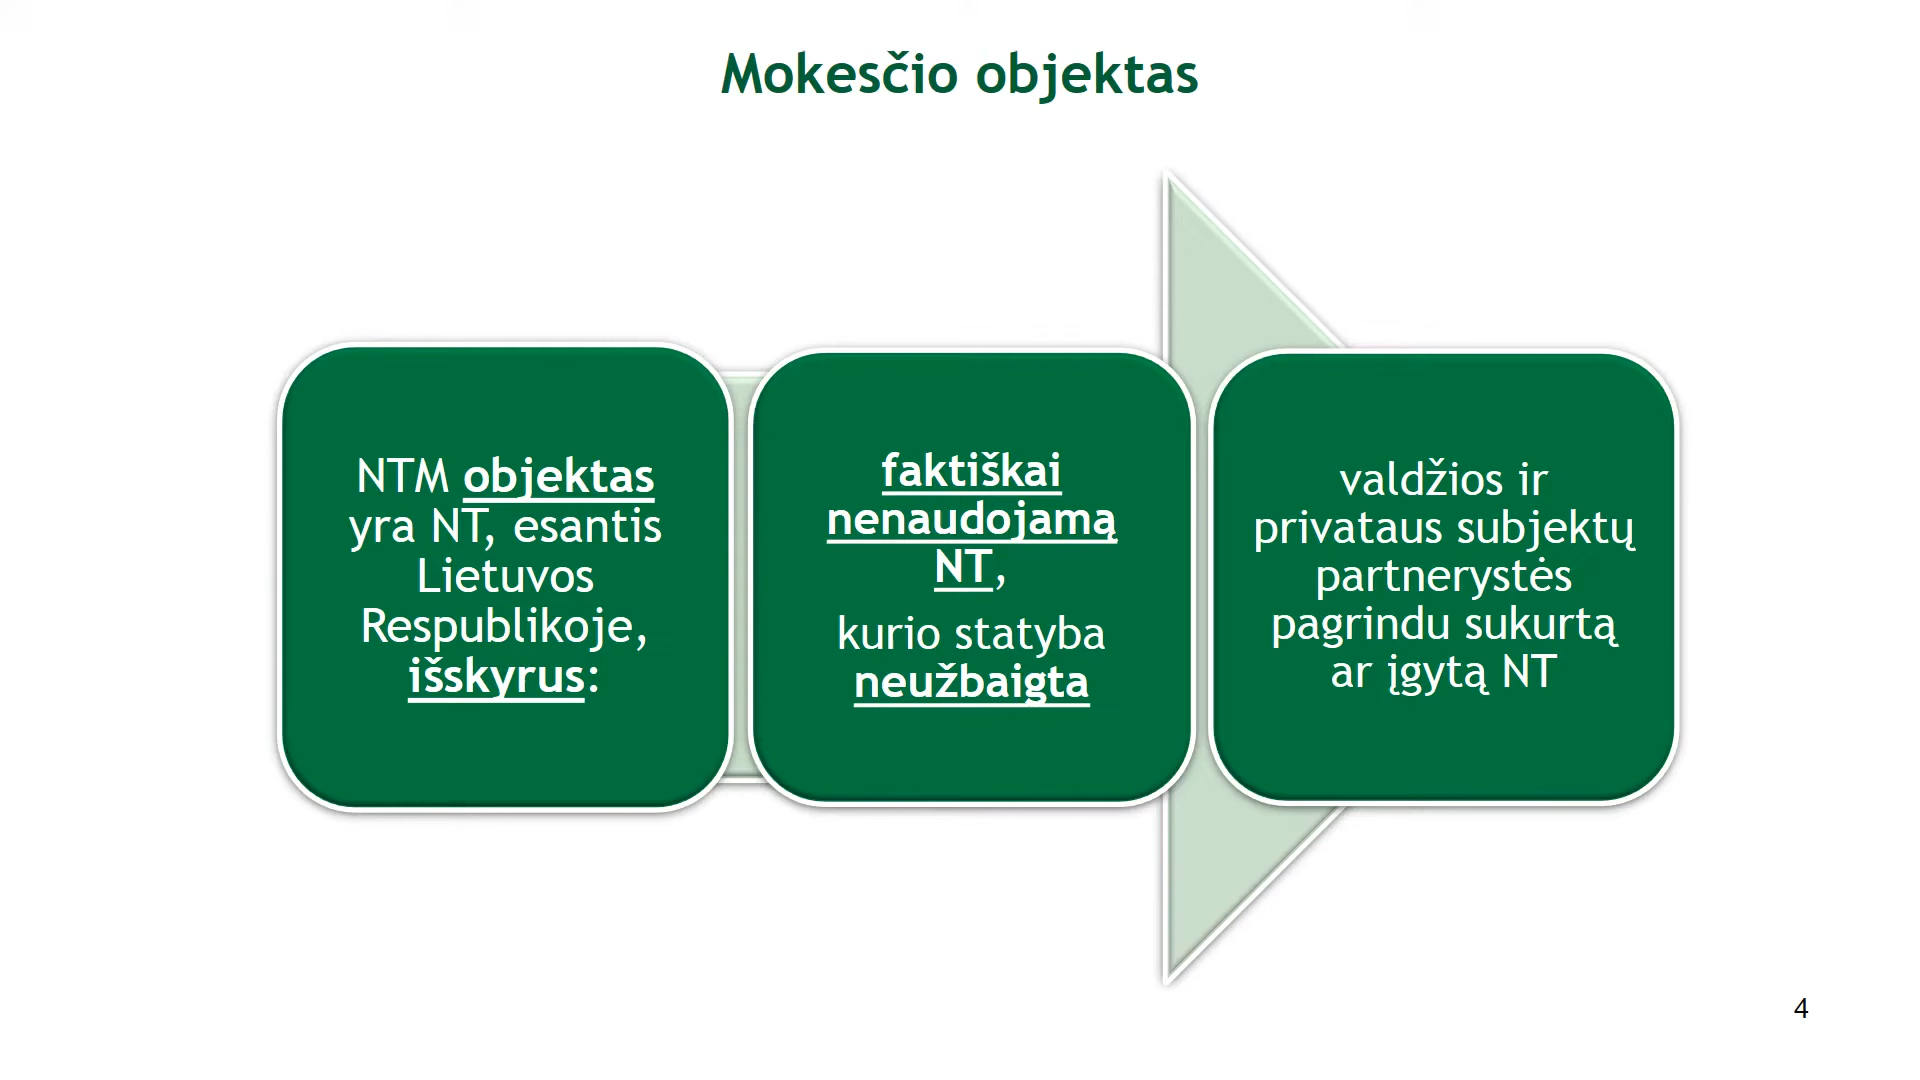 Mokesčio objektas
NTM objektas
yra NT, esantis
Lietuvos
Respublikoje,
išskyrus:
faktiškai
nenaudojamą
NT,
kurio statyba
neužbaigta
valdžios ir
privataus subjektų
partnerystės
pagrindu sukurtą
ar įgytą NT
4